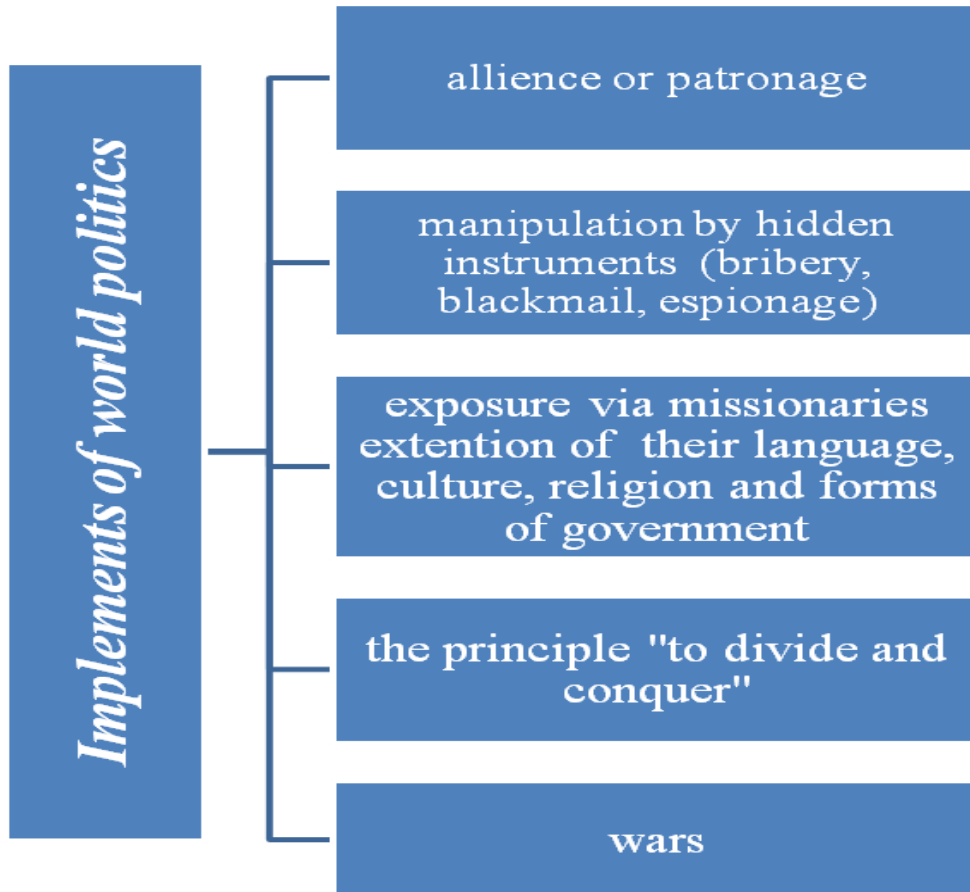 Implements of world politics
allience or patronage
manipulation by hidden
instruments (bribery,
blackmail, espionage)
exposure via missionaries
extention of their language,
culture, religion and forms
of government
the principle "to divide and
conquer"
wars